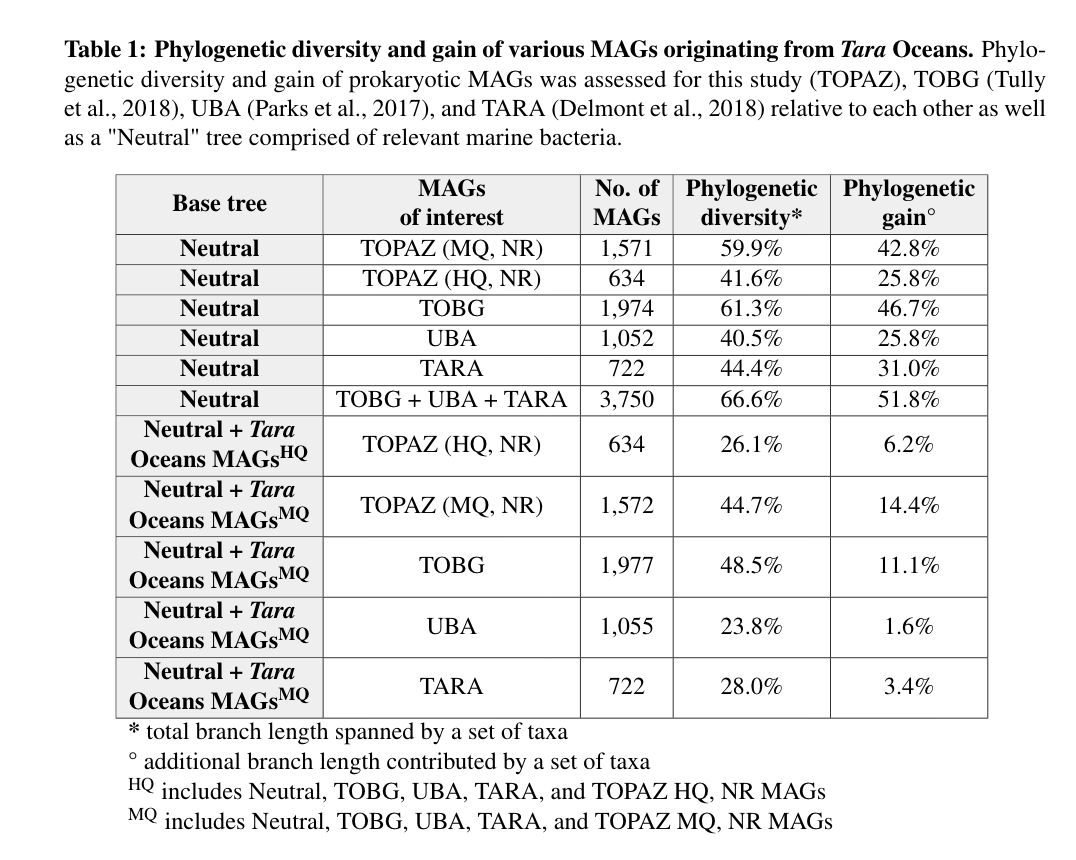 Table 1: Phylogenetic diversity and gain of various MAGs originating from Tara Oceans. Phylo-
genetic diversity and gain of prokaryotic MAGs was assessed for this study (TOPAZ), TOBG (Tully
et al., 2018), UBA (Parks et al., 2017), and TARA (Delmont et al., 2018) relative to each other as well
as a "Neutral" tree comprised of relevant marine bacteria.
Base tree MAGs of interest No. of MAGs Phylogenetic diversity* Phylogenetic gain°
Neutral TOPAZ (MQ, NR) 1,571 59.9% 42.8%
Neutral TOPAZ (HQ, NR) 634 41.6% 25.8%
Neutral TOBG 1,974 61.3% 46.7%
Neutral UBA 1,052 40.5% 25.8%
Neutral TARA 722 44.4% 31.0%
Neutral TOBG + UBA + TARA 3,750 66.6% 51.8%
Neutral + Tara Oceans MAGsHQ TOPAZ (HQ, NR) 634 26.1% 6.2%
Neutral + Tara Oceans MAGsMQ TOPAZ (MQ, NR) 1,572 44.7% 14.4%
Neutral + Tara Oceans MAGsMQ TOBG 1,977 48.5% 11.1%
Neutral + Tara Oceans MAGsMQ UBA 1,055 23.8% 1.6%
Neutral + Tara Oceans MAGsMQ TARA 722 28.0% 3.4%
* total branch length spanned by a set of taxa
° additional branch length contributed by a set of taxa
HQ includes Neutral, TOBG, UBA, TARA, and TOPAZ HQ, NR MAGs
MQ includes Neutral, TOBG, UBA, TARA, and TOPAZ MQ, NR MAGs